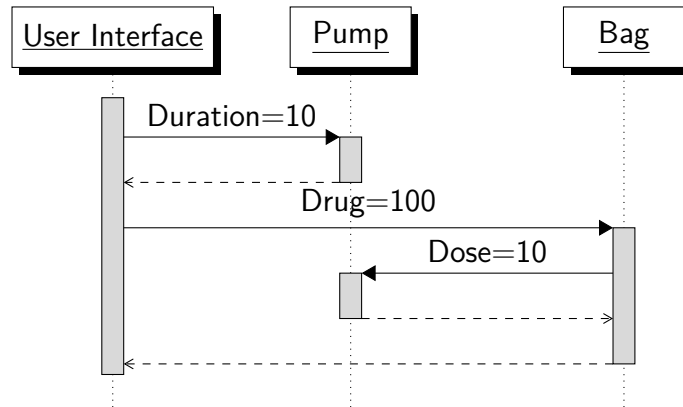 User Interface
Pump
Bag
Duration=10
Drug=100
Dose=10